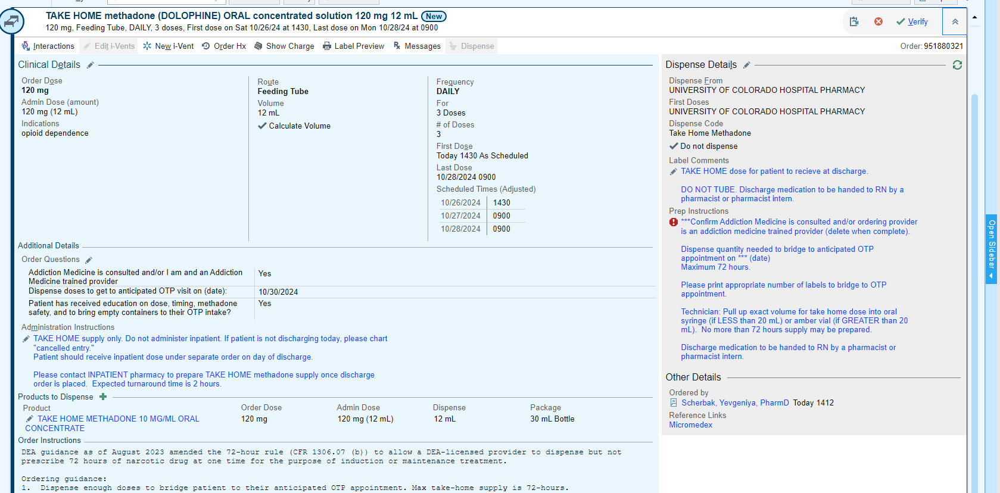 TAKE HOME methadone (DOLOPHINE) ORAL concentrated solution 120 mg 12 mL New
120 mg, Feeding Tube, DAILY, 3 doses, First dose on Sat 10/26/24 at 1430, Last dose on Mon 10/28/24 at 0900
Verify
Interactions Edit i-Vents New i-Vent Order Hx Show Charge Label Preview Messages Dispense
Order: 951880321
Clinical Details
Order Dose
120 mg
Admin Dose (amount)
120 mg (12 mL)
Indications
opioid dependence
Route
Feeding Tube
Volume
12 mL
Calculate Volume
Frequency
DAILY
For
3 Doses
# of Doses
3
First Dose
Today 1430 As Scheduled
Last Dose
10/28/2024 0900
Scheduled Times (Adjusted)
10/26/2024 1430
10/27/2024 0900
10/28/2024 0900
Additional Details
Order Questions
Addiction Medicine is consulted and/or I am and an Addiction
Medicine trained provider
Yes
Dispense doses to get to anticipated OTP visit on (date):
10/30/2024
Patient has received education on dose, timing, methadone
safety, and to bring empty containers to their OTP intake?
Yes
Administration Instructions
TAKE HOME supply only. Do not administer inpatient. If patient is not discharging today, please chart
"cancelled entry."
Patient should receive inpatient dose under separate order on day of discharge.
Please contact INPATIENT pharmacy to prepare TAKE HOME methadone supply once discharge
order is placed.  Expected turnaround time is 2 hours.
Products to Dispense
Product Order Dose Admin Dose Dispense Package
TAKE HOME METHADONE 10 MG/ML ORAL
CONCENTRATE
120 mg 120 mg (12 mL) 12 mL 30 mL Bottle
Order Instructions
DEA guidance as of August 2023 amended the 72-hour rule (CFR 1306.07 (b)) to allow a DEA-licensed provider to dispense but not
prescribe 72 hours of narcotic drug at one time for the purpose of induction or maintenance treatment.
Ordering guidance:
1.  Dispense enough doses to bridge patient to their anticipated OTP appointment. Max take-home supply is 72-hours.
Dispense Details
Dispense From
UNIVERSITY OF COLORADO HOSPITAL PHARMACY
First Doses
UNIVERSITY OF COLORADO HOSPITAL PHARMACY
Dispense Code
Take Home Methadone
Do not dispense
Label Comments
TAKE HOME dose for patient to recieve at discharge.
DO NOT TUBE. Discharge medication to be handed to RN by a
pharmacist or pharmacist intern.
Prep Instructions
***Confirm Addiction Medicine is consulted and/or ordering provider
is an addiction medicine trained provider (delete when complete).
Dispense quantity needed to bridge to anticipated OTP
appointment on *** (date)
Maximum 72 hours.
Please print appropriate number of labels to bridge to OTP
appointment.
Technician: Pull up exact volume for take home dose into oral
syringe (if LESS than 20 mL) or amber vial (if GREATER than 20
mL).  No more than 72 hours supply may be prepared.
Discharge medication to be handed to RN by a pharmacist or
pharmacist intern.
Other Details
Ordered by
Scherbak, Yevgeniya, PharmD Today 1412
Reference Links
Micromedex
Open Sidebar